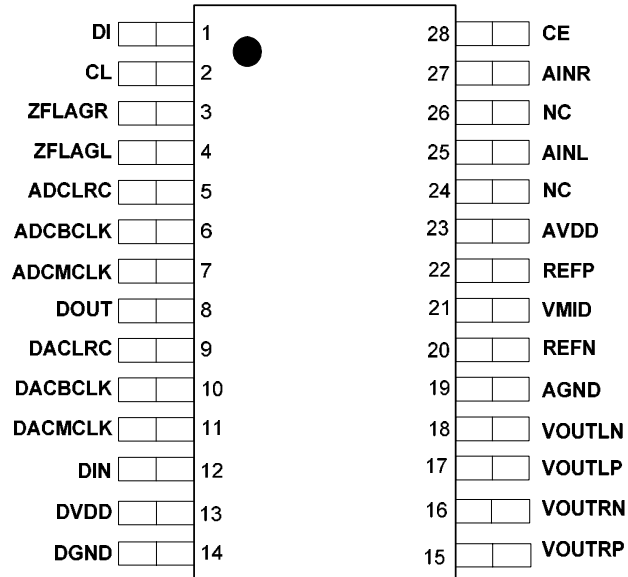 DI 1 28 CE
CL 2 27 AINR
ZFLAGR 3 26 NC
ZFLAGL 4 25 AINL
ADCLRC 5 24 NC
ADCBCLK 6 23 AVDD
ADCMCLK 7 22 REFP
DOUT 8 21 VMID
DACLRC 9 20 REFN
DACBCLK 10 19 AGND
DACMCLK 11 18 VOUTLN
DIN 12 17 VOUTLP
DVDD 13 16 VOUTRN
DGND 14 15 VOUTRP